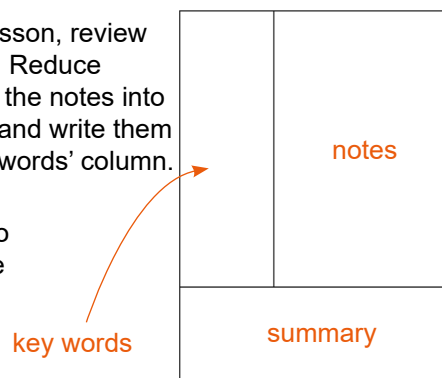 sson, review
Reduce
the notes into
and write them
words’ column.
o
e
notes
key words
summary